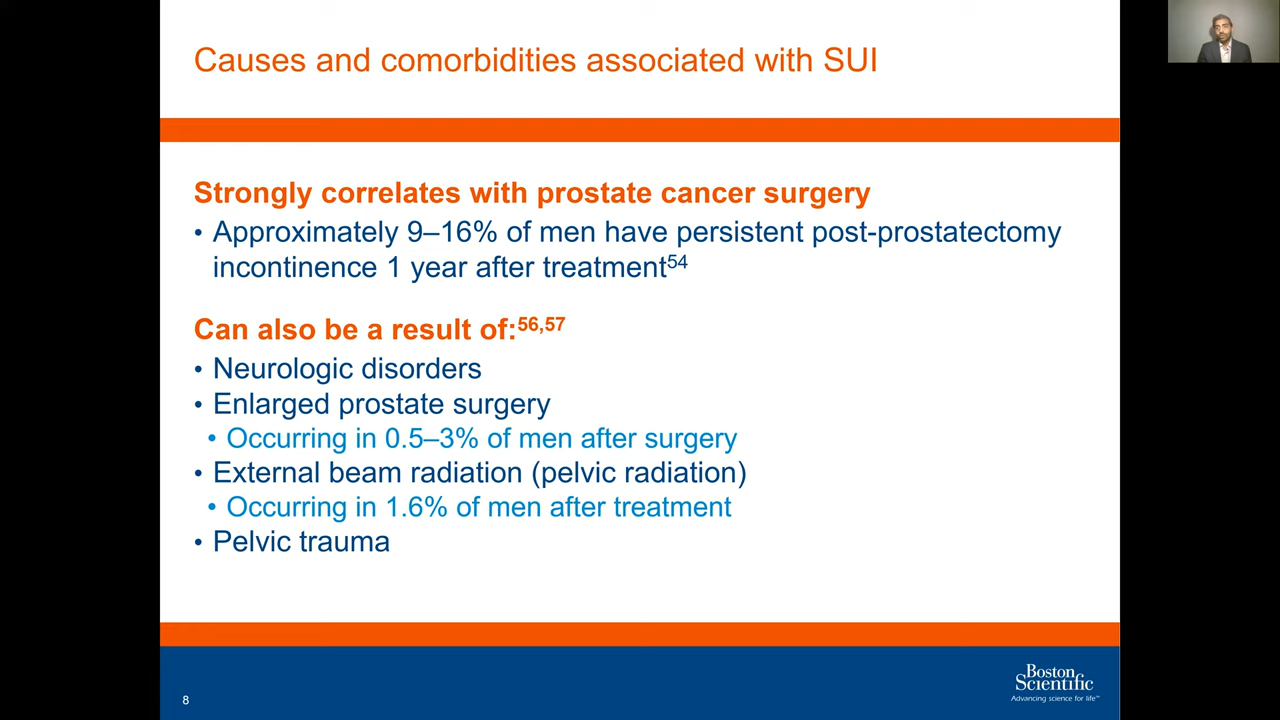 Causes and comorbidities associated with SUI
Strongly correlates with prostate cancer surgery
• Approximately 9–16% of men have persistent post-prostatectomy
incontinence 1 year after treatment54
Can also be a result of:56,57
• Neurologic disorders
• Enlarged prostate surgery
• Occurring in 0.5–3% of men after surgery
• External beam radiation (pelvic radiation)
• Occurring in 1.6% of men after treatment
• Pelvic trauma
8
Boston
Scientific
Advancing science for life™